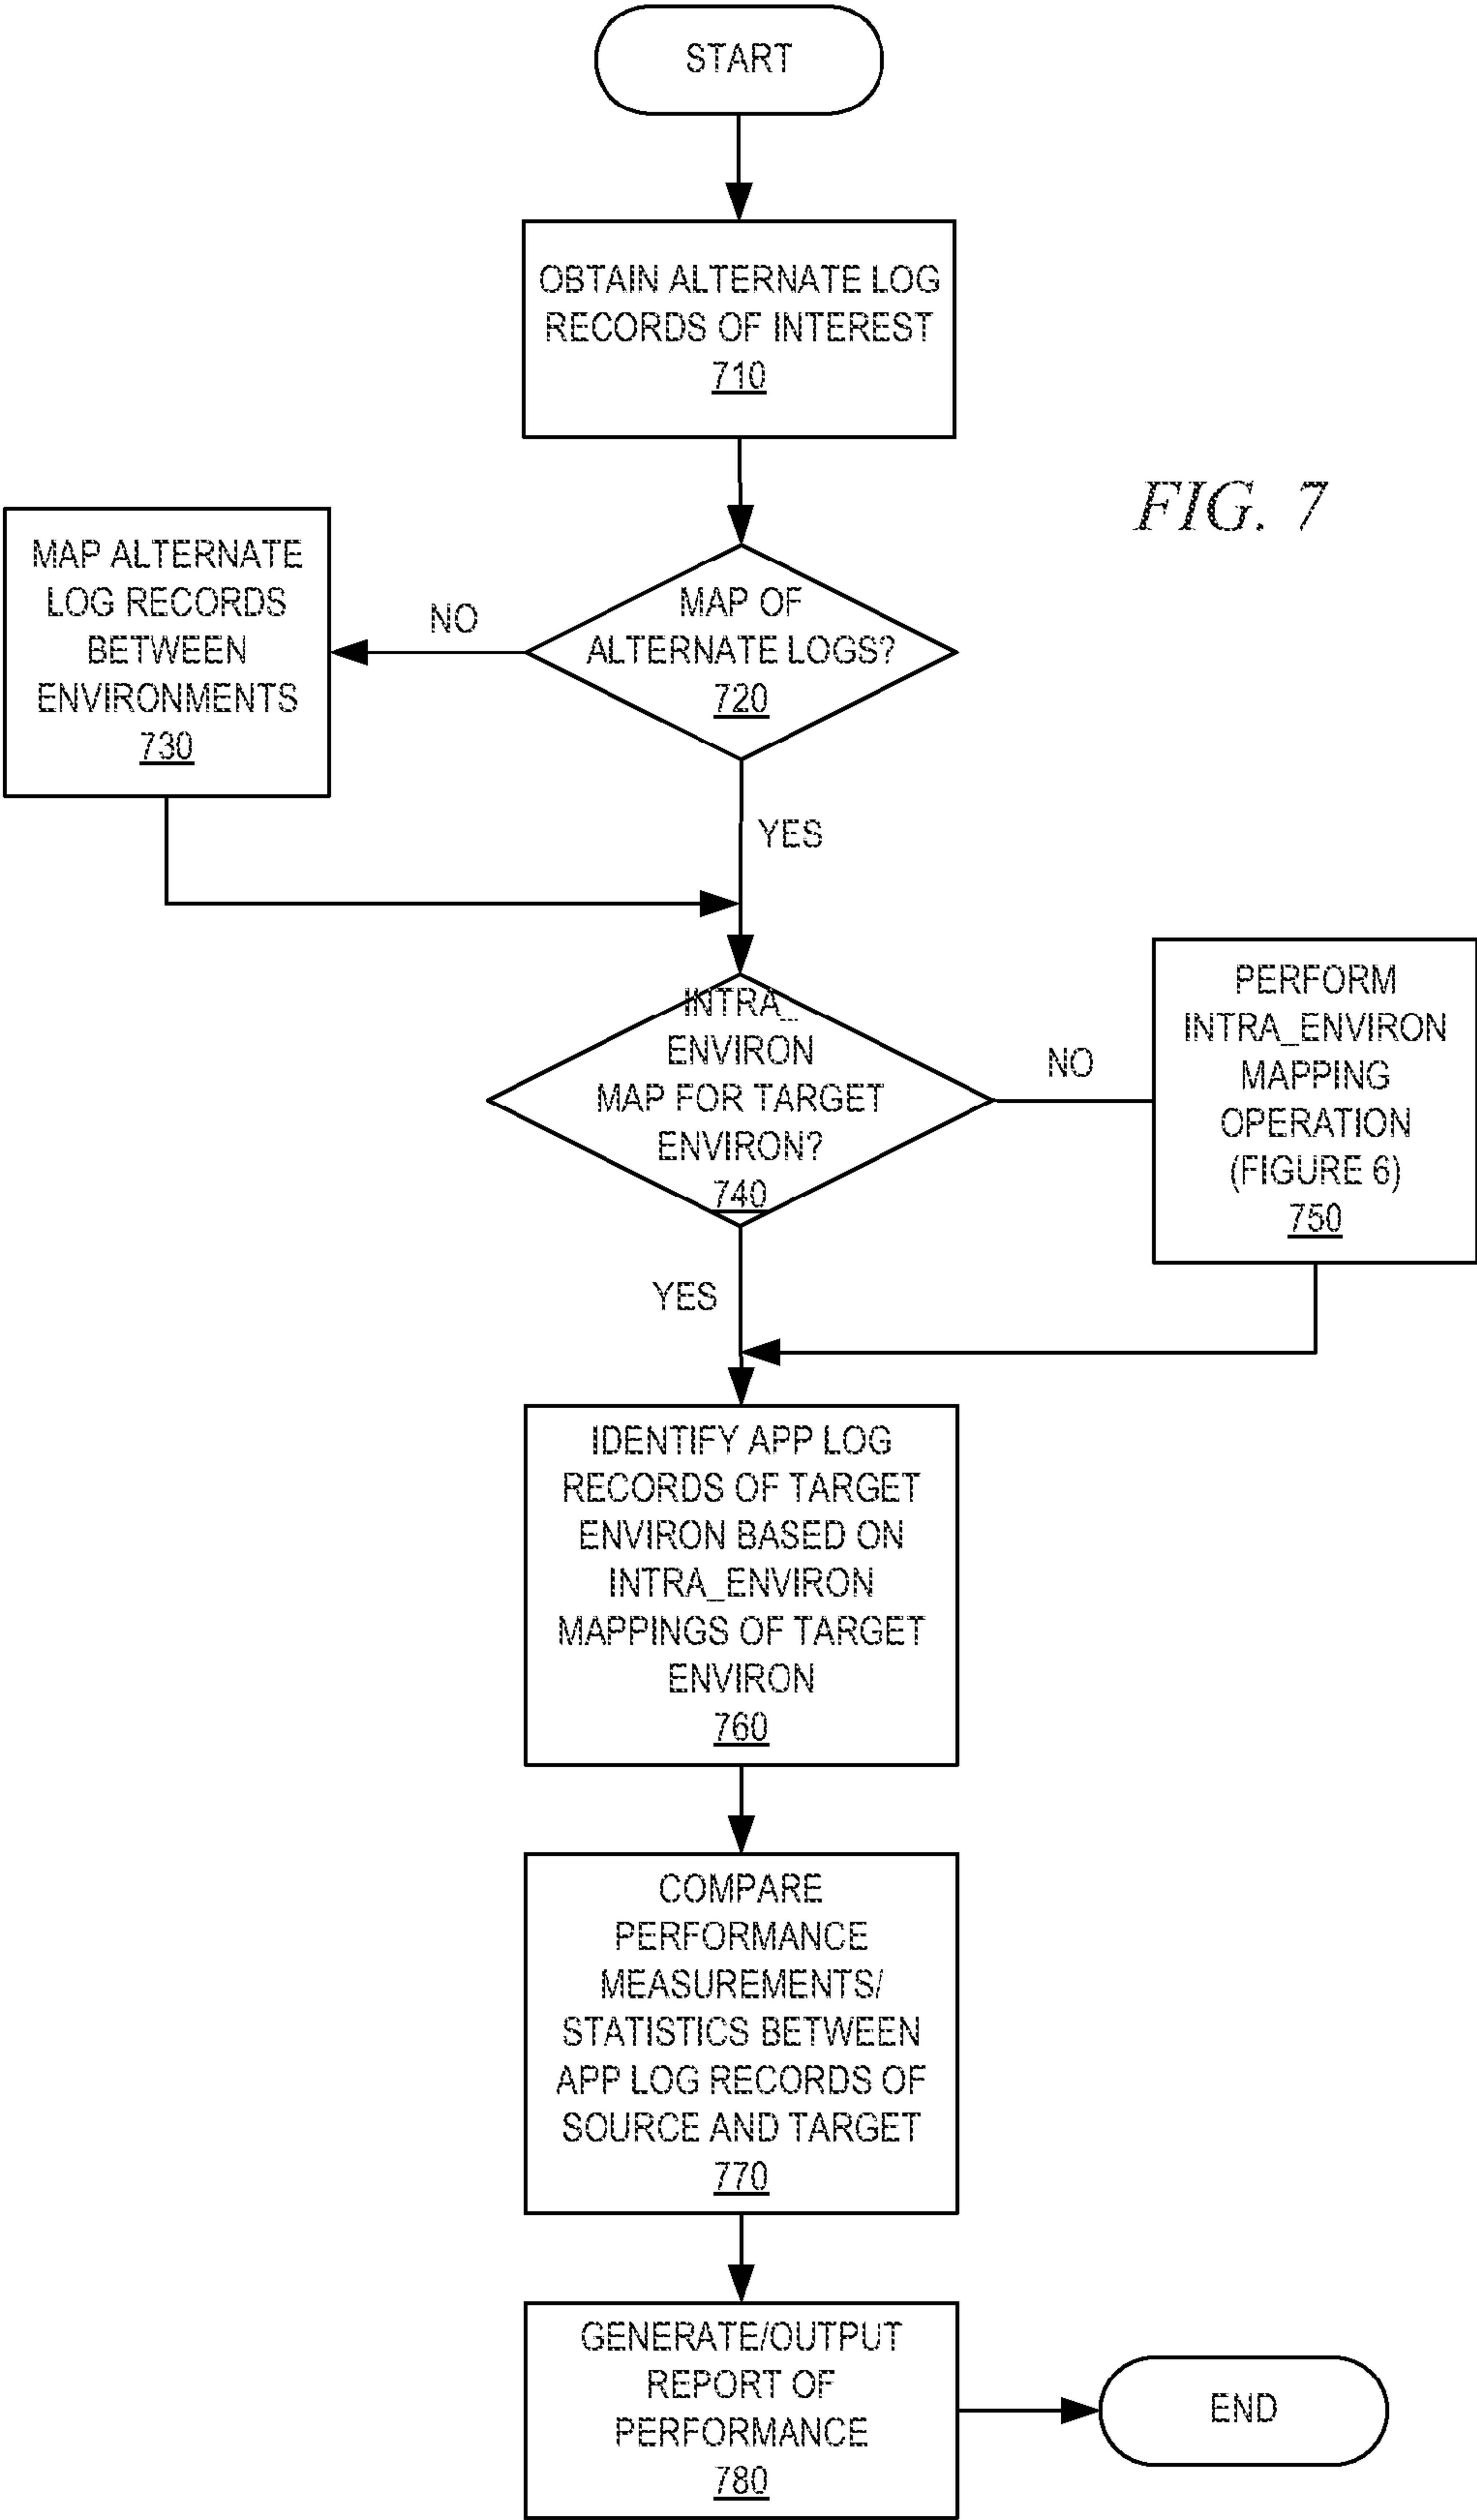 START
OBTAIN ALTERNATE LOG
RECORDS OF INTEREST
710
FIG. 7
MAP ALTERNATE
LOG RECORDS
BETWEEN
ENVIRONMENTS
730
NO
MAP OF
ALTERNATE LOGS?
720
YES
INTRA_
ENVIRON
MAP FOR TARGET
ENVIRON?
740
NO
PERFORM
INTRA_ENVIRON
MAPPING
OPERATION
(FIGURE 6)
750
YES
IDENTIFY APP LOG
RECORDS OF TARGET
ENVIRON BASED ON
INTRA_ENVIRON
MAPPINGS OF TARGET
ENVIRON
760
COMPARE
PERFORMANCE
MEASUREMENTS/
STATISTICS BETWEEN
APP LOG RECORDS OF
SOURCE AND TARGET
770
GENERATE/OUTPUT
REPORT OF
PERFORMANCE
780
END